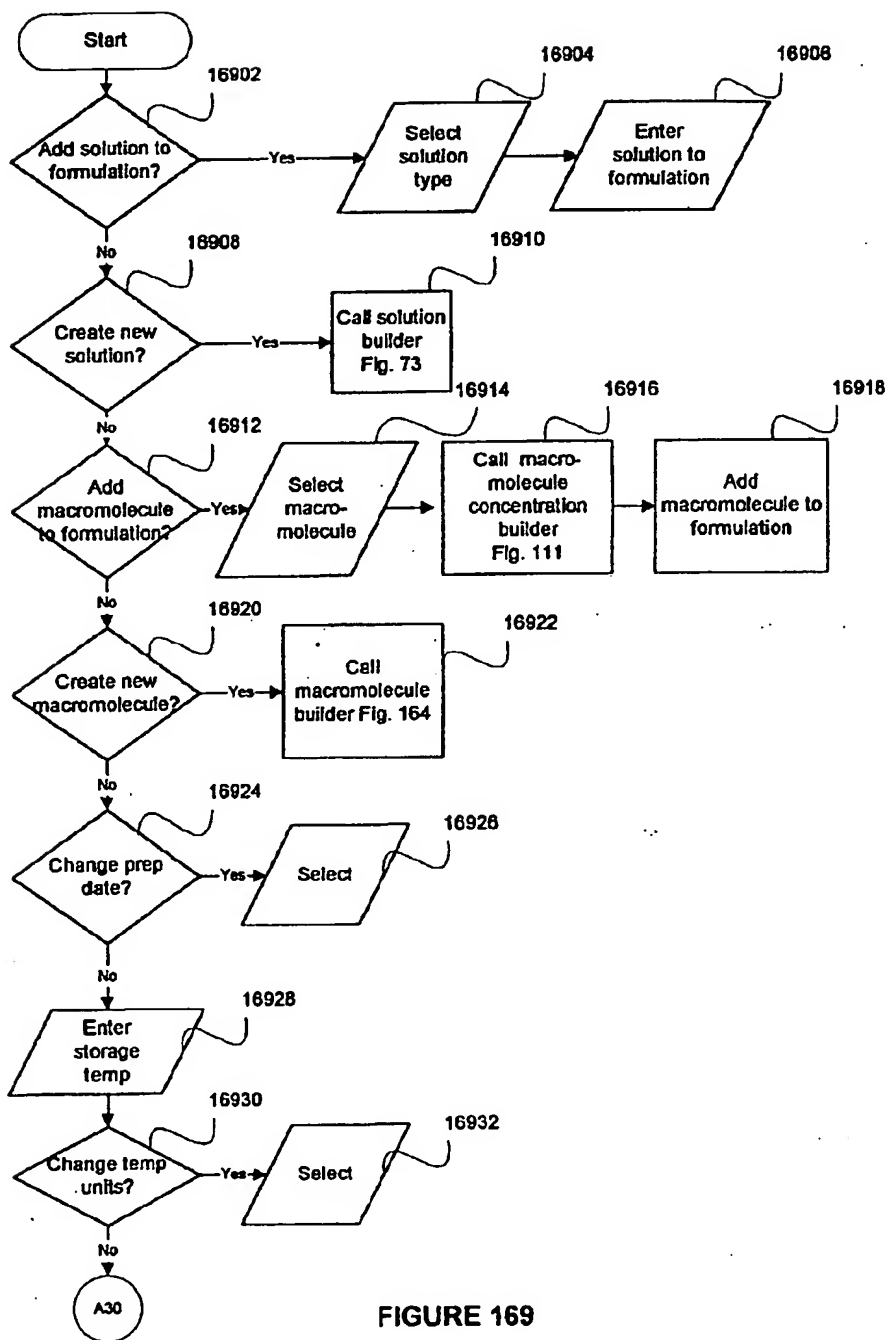 Start
16902
Add solution to
formulation?
Yes
16904
Select
solution
type
16906
Enter
solution to
formulation
No
16908
Create new
solution?
Yes
16910
Call solution
builder
Fig. 73
No
16912
Add
macromolecule
to formulation?
Yes
16914
Select
macro-
molecule
16916
Call macro-
molecule
concentration
builder
Fig. 111
16918
Add
macromolecule to
formulation
No
16920
Create new
macromolecule?
Yes
16922
Call
macromolecule
builder Fig. 164
No
16924
Change prep
date?
Yes
16926
Select
No
16928
Enter
storage
temp
16930
Change temp
units?
Yes
16932
Select
No
A30
FIGURE 169